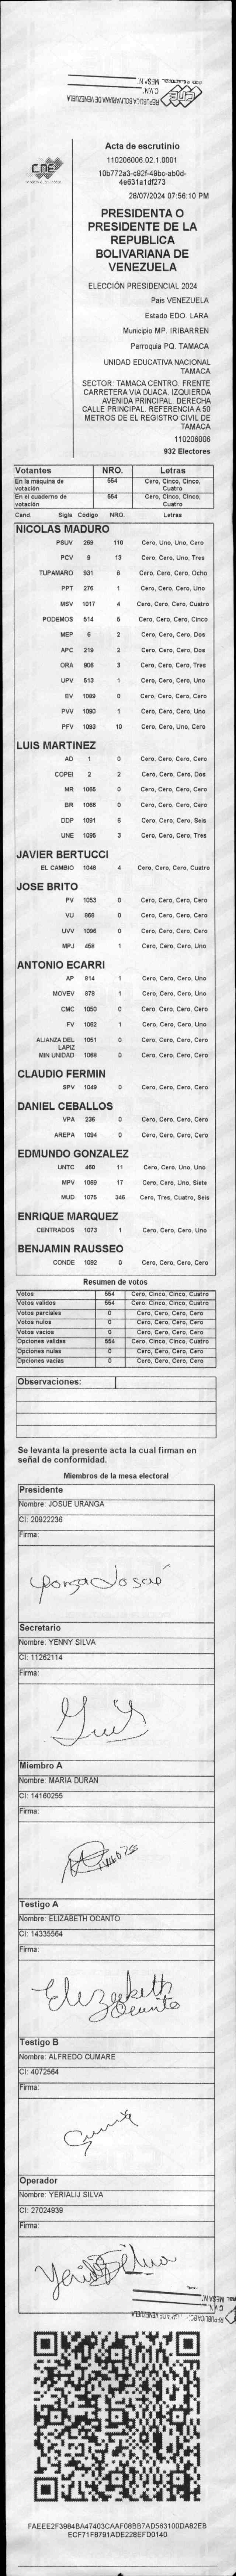 REPUBLICA BOLIVARIANA DE VENEZUELA
cne
Acta de escrutinio
110206006.02.1.0001
10b772a3-c92f-49bc-ab0d-
4e631a1df273
28/07/2024 07:56:10 PM
PRESIDENTA O
PRESIDENTE DE LA
REPUBLICA
BOLIVARIANA DE
VENEZUELA
ELECCIÓN PRESIDENCIAL 2024
Pais VENEZUELA
Estado EDO. LARA
Municipio MP. IRIBARREN
Parroquia PQ. TAMACA
UNIDAD EDUCATIVA NACIONAL
TAMACA
SECTOR: TAMACA CENTRO. FRENTE
CARRETERA VIA DUACA. IZQUIERDA
AVENIDA PRINCIPAL. DERECHA
CALLE PRINCIPAL. REFERENCIA A 50
METROS DE EL REGISTRO CIVIL DE
TAMACA
110206006
932 Electores
Votantes NRO. Letras
En la máquina de votación 554 Cero, Cinco, Cinco, Cuatro
En el cuaderno de votación 554 Cero, Cinco, Cinco, Cuatro
Cand. Sigla Código NRO. Letras
NICOLAS MADURO
PSUV 269 110 Cero, Uno, Uno, Cero
PCV 9 13 Cero, Cero, Uno, Tres
TUPAMARO 931 8 Cero, Cero, Cero, Ocho
PPT 276 1 Cero, Cero, Cero, Uno
MSV 1017 4 Cero, Cero, Cero, Cuatro
PODEMOS 514 5 Cero, Cero, Cero, Cinco
MEP 6 2 Cero, Cero, Cero, Dos
APC 219 2 Cero, Cero, Cero, Dos
ORA 906 3 Cero, Cero, Cero, Tres
UPV 513 1 Cero, Cero, Cero, Uno
EV 1089 0 Cero, Cero, Cero, Cero
PVV 1090 1 Cero, Cero, Cero, Uno
PFV 1093 10 Cero, Cero, Uno, Cero
LUIS MARTINEZ
AD 1 0 Cero, Cero, Cero, Cero
COPEI 2 2 Cero, Cero, Cero, Dos
MR 1065 0 Cero, Cero, Cero, Cero
BR 1066 0 Cero, Cero, Cero, Cero
DDP 1091 6 Cero, Cero, Cero, Seis
UNE 1095 3 Cero, Cero, Cero, Tres
JAVIER BERTUCCI
EL CAMBIO 1048 4 Cero, Cero, Cero, Cuatro
JOSE BRITO
PV 1053 0 Cero, Cero, Cero, Cero
VU 969 0 Cero, Cero, Cero, Cero
UVV 1096 0 Cero, Cero, Cero, Cero
MPJ 458 1 Cero, Cero, Cero, Uno
ANTONIO ECARRI
AP 814 1 Cero, Cero, Cero, Uno
MOVEV 979 1 Cero, Cero, Cero, Uno
CMC 1050 0 Cero, Cero, Cero, Cero
FV 1062 1 Cero, Cero, Cero, Uno
ALIANZA DEL LAPIZ 1051 0 Cero, Cero, Cero, Cero
MIN UNIDAD 1068 0 Cero, Cero, Cero, Cero
CLAUDIO FERMIN
SPV 1049 0 Cero, Cero, Cero, Cero
DANIEL CEBALLOS
VPA 236 0 Cero, Cero, Cero, Cero
AREPA 1094 0 Cero, Cero, Cero, Cero
EDMUNDO GONZALEZ
UNTC 460 11 Cero, Cero, Uno, Uno
MPV 1069 17 Cero, Cero, Uno, Siete
MUD 1076 346 Cero, Tres, Cuatro, Seis
ENRIQUE MARQUEZ
CENTRADOS 1073 1 Cero, Cero, Cero, Uno
BENJAMIN RAUSSEO
CONDE 1092 0 Cero, Cero, Cero, Cero
Resumen de votos
Votos 554 Cero, Cinco, Cinco, Cuatro
Votos validos 554 Cero, Cinco, Cinco, Cuatro
Votos parciales 0 Cero, Cero, Cero, Cero
Votos nulos 0 Cero, Cero, Cero, Cero
Votos vacios 0 Cero, Cero, Cero, Cero
Opciones validas 554 Cero, Cinco, Cinco, Cuatro
Opciones nulas 0 Cero, Cero, Cero, Cero
Opciones vacias 0 Cero, Cero, Cero, Cero
Observaciones:
Se levanta la presente acta la cual firman en
señal de conformidad.
Miembros de la mesa electoral
Presidente
Nombre: JOSUE URANGA
CI: 20922236
Firma:
Secretario
Nombre: YENNY SILVA
CI: 11262114
Firma:
Miembro A
Nombre: MARIA DURAN
CI: 14160255
Firma:
Testigo A
Nombre: ELIZABETH OCANTO
CI: 14335564
Firma:
Elizabeth
Ocanto
Testigo B
Nombre: ALFREDO CUMARE
CI: 4072564
Firma:
Operador
Nombre: YERIALIJ SILVA
CI: 27024939
Firma:
FAEEE2F3984BA47403CAAF08BB7AD563100DA82EB
ECF71F8791ADE228EFD0140